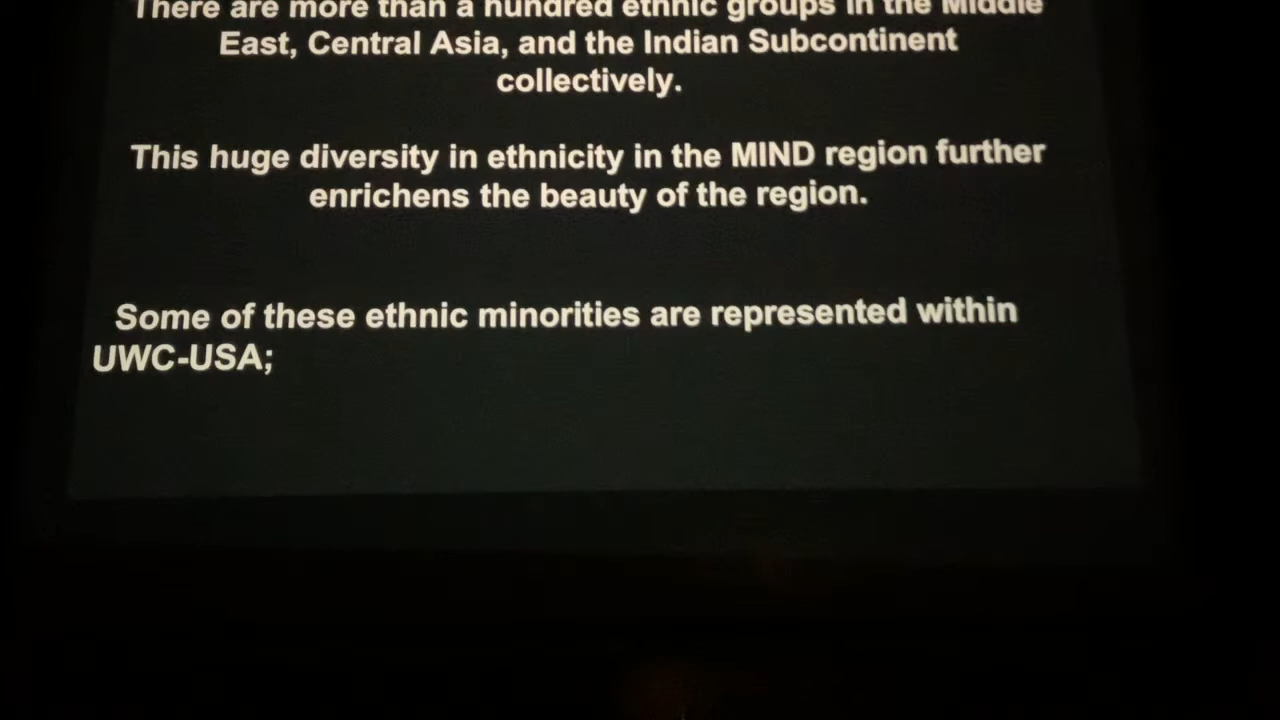 There are more than a hundred ethnic groups in the Middle
East, Central Asia, and the Indian Subcontinent
collectively.
This huge diversity in ethnicity in the MIND region further
enrichens the beauty of the region.
Some of these ethnic minorities are represented within
UWC-USA;